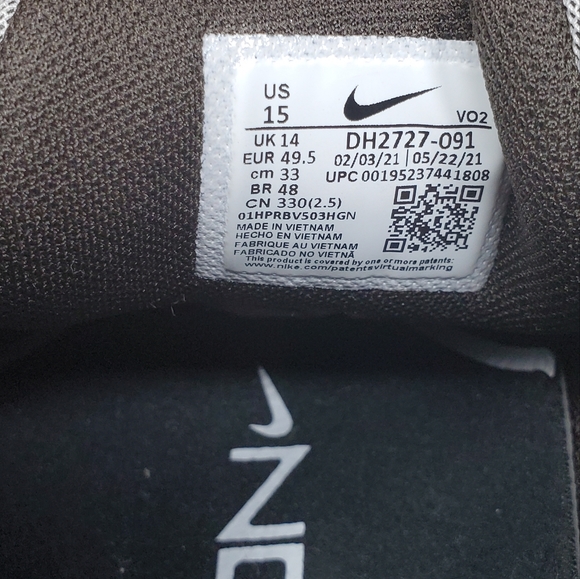 US
15
VO2
UK 14
DH2727-091
EUR 49.5
02/03/21 | 05/22/21
cm 33
UPC 00195237441808
BR 48
CN 330(2.5)
01HPRBV503HGN
MADE IN VIETNAM
HECHO EN VIETNAM
FABRIQUE AU VIETNAM
FABRICADO NO VIETNÃ
This product is covered by one or more patents:
www.nike.com/patentsvirtualmarking
ON